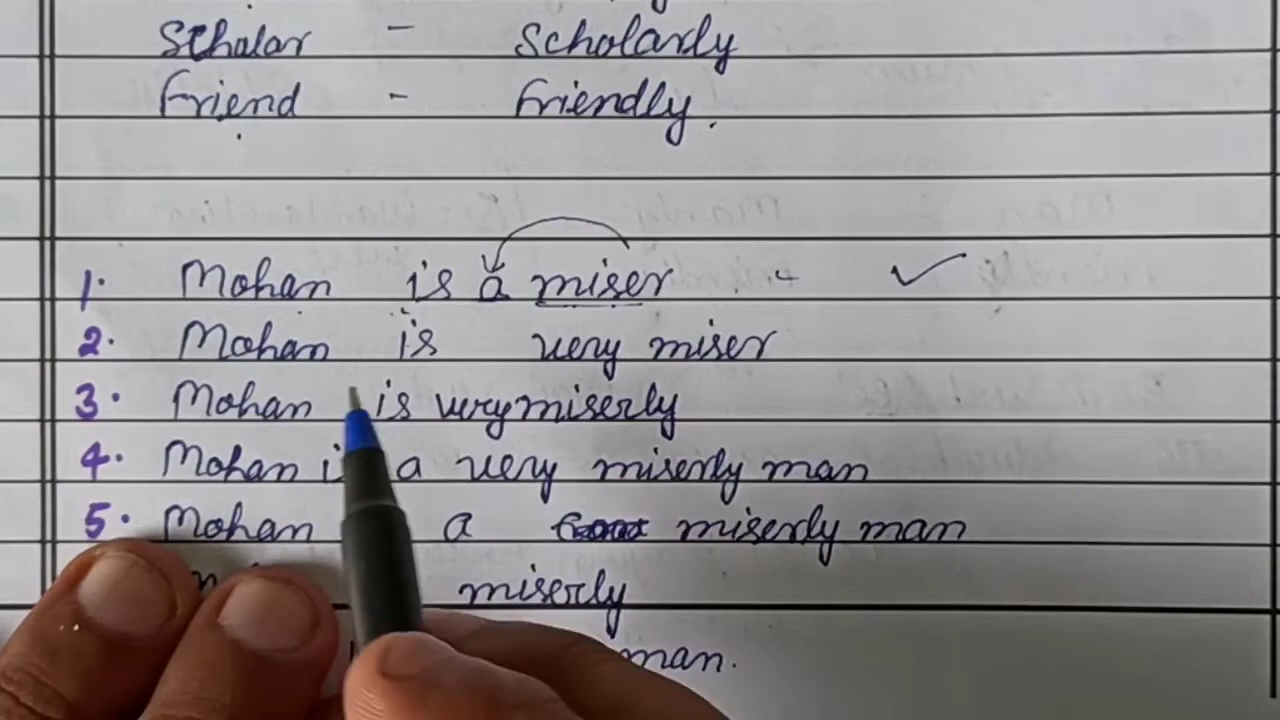 Scholar - Scholarly
Friend - Friendly.
1. Mohan is a miser
2. Mohan is very miser
3. Mohan is very miserly
4. Mohan a very miserly man
5. Mohan a miserly man
miserly
man.